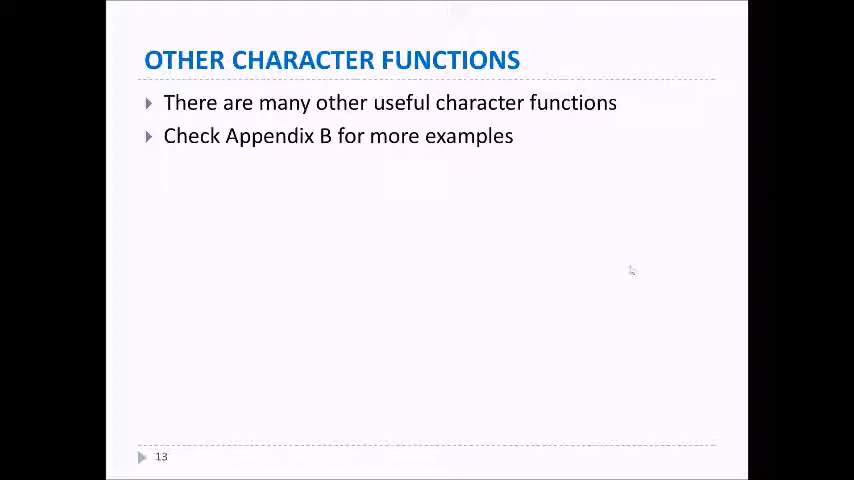 OTHER CHARACTER FUNCTIONS
There are many other useful character functions
Check Appendix B for more examples
13